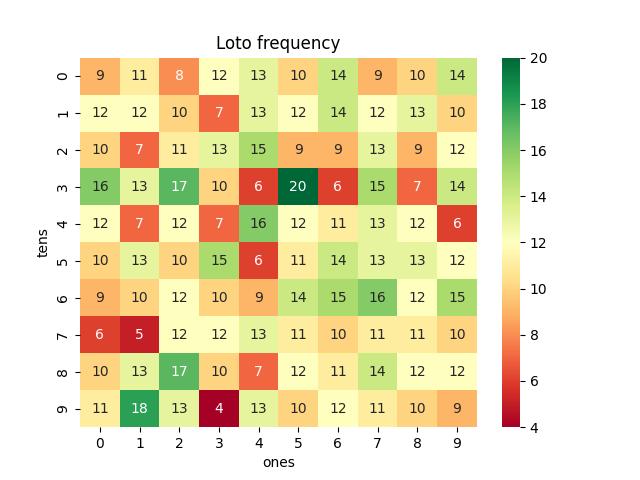 Loto frequency
0 9 11 8 12 13 10 14 9 10 14
1 12 12 10 7 13 12 14 12 13 10
2 10 7 11 13 15 9 9 13 9 12
3 16 13 17 10 6 20 6 15 7 14
4 12 7 12 7 16 12 11 13 12 6
5 10 13 10 15 6 11 14 13 13 12
6 9 10 12 10 9 14 15 16 12 15
7 6 5 12 12 13 11 10 11 11 10
8 10 13 17 10 7 12 11 14 12 12
9 11 18 13 4 13 10 12 11 10 9
0 1 2 3 4 5 6 7 8 9
ones
tens
20
18
16
14
12
10
8
6
4